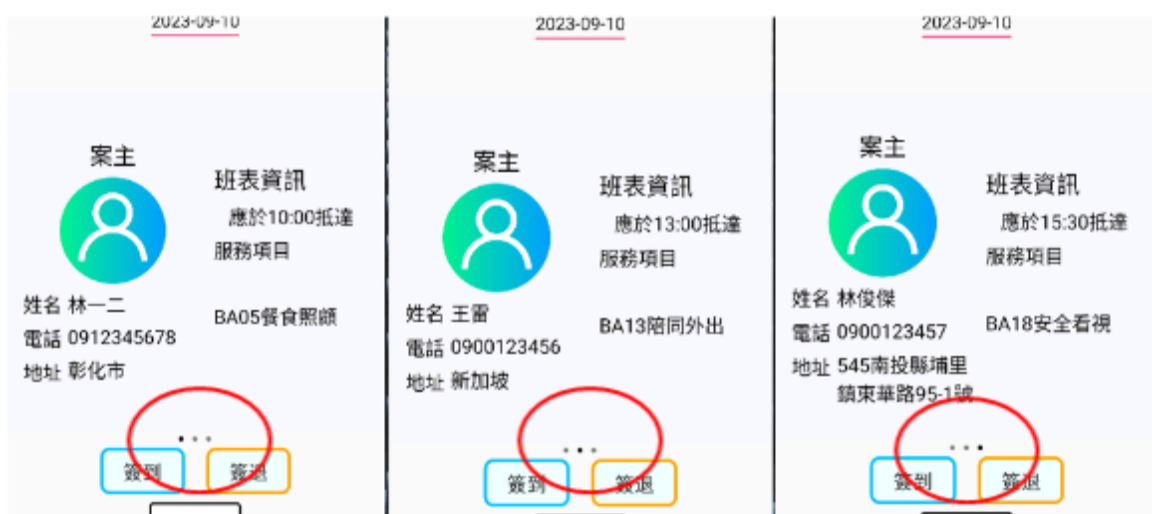 2023-09-10
案主
班表資訊
應於10:00抵達
服務項目
姓名 林一二
BA05餐食照顧
電話 0912345678
地址 彰化市
簽到
簽退
2023-09-10
案主
班表資訊
應於13:00抵達
服務項目
姓名 王雷
BA13陪同外出
電話 0900123456
地址 新加坡
簽到
簽退
2023-09-10
案主
班表資訊
應於15:30抵達
服務項目
姓名 林俊傑
BA18安全看視
電話 0900123457
地址 545南投縣埔里
鎮東華路95-1號
簽到
簽退